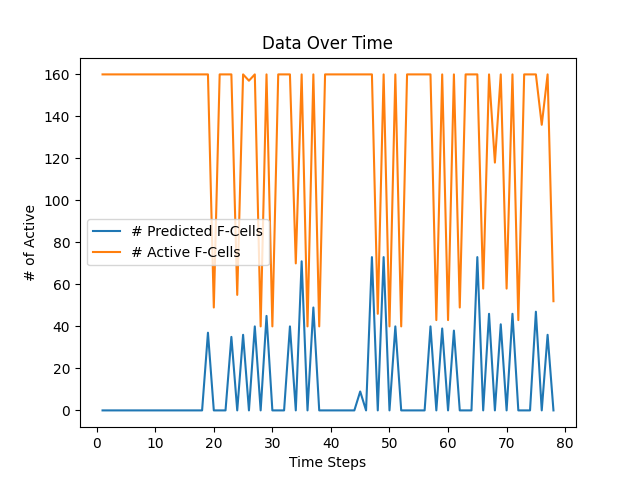 Data Over Time
160
140
120
100
80
60
40
20
0
# of Active
# Predicted F-Cells
# Active F-Cells
0 10 20 30 40 50 60 70 80
Time Steps